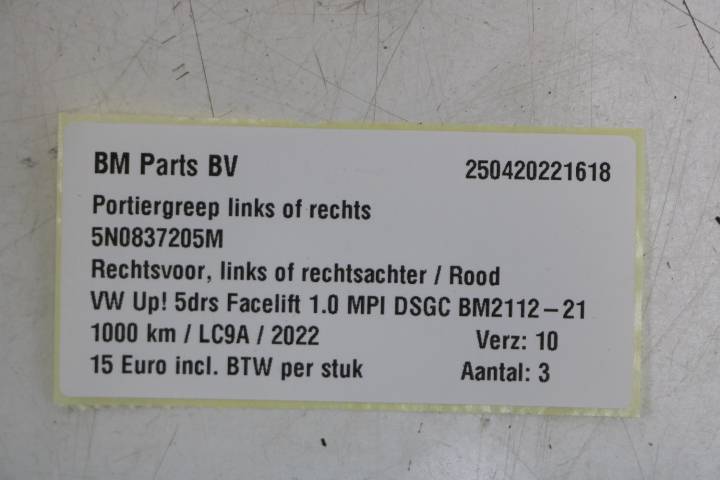 BM Parts BV 250420221618
Portiergreep links of rechts
5N0837205M
Rechtsvoor, links of rechtsachter / Rood
VW Up! 5drs Facelift 1.0 MPI DSGC BM2112-21
1000 km / LC9A / 2022 Verz: 10
15 Euro incl. BTW per stuk Aantal: 3